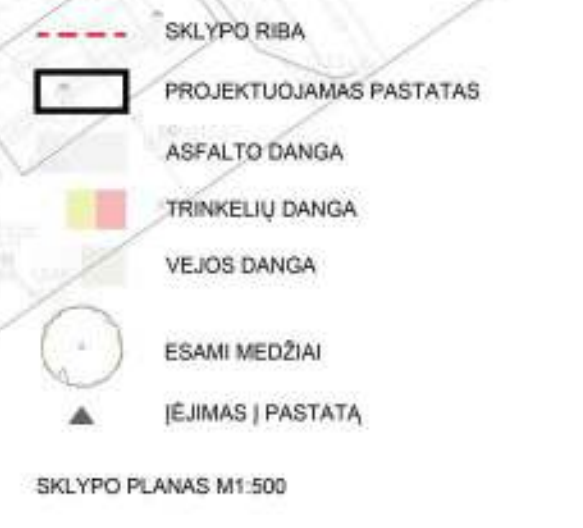 SKLYPO RIBA
PROJEKTUOJAMAS PASTATAS
ASFALTO DANGA
TRINKELIŲ DANGA
VEJOS DANGA
ESAMI MEDŽIAI
ĮĖJIMAS Į PASTATĄ
SKLYPO PLANAS M1:500